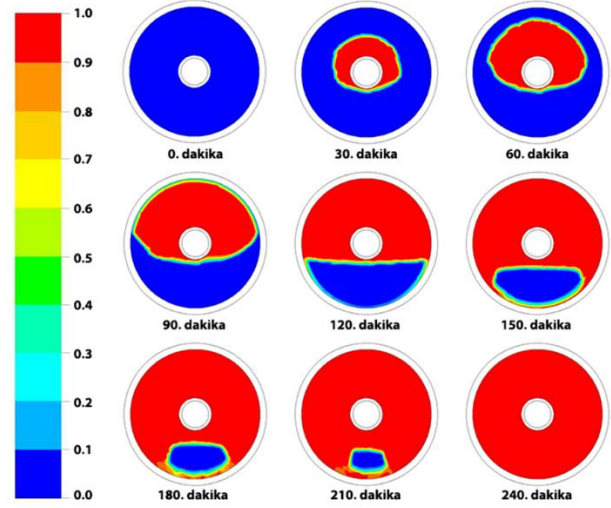 1.0
0.9
0.8
0.7
0.6
0.5
0.4
0.3
0.2
0.1
0.0
0. dakika
30. dakika
60. dakika
90. dakika
120. dakika
150. dakika
180. dakika
210. dakika
240. dakika